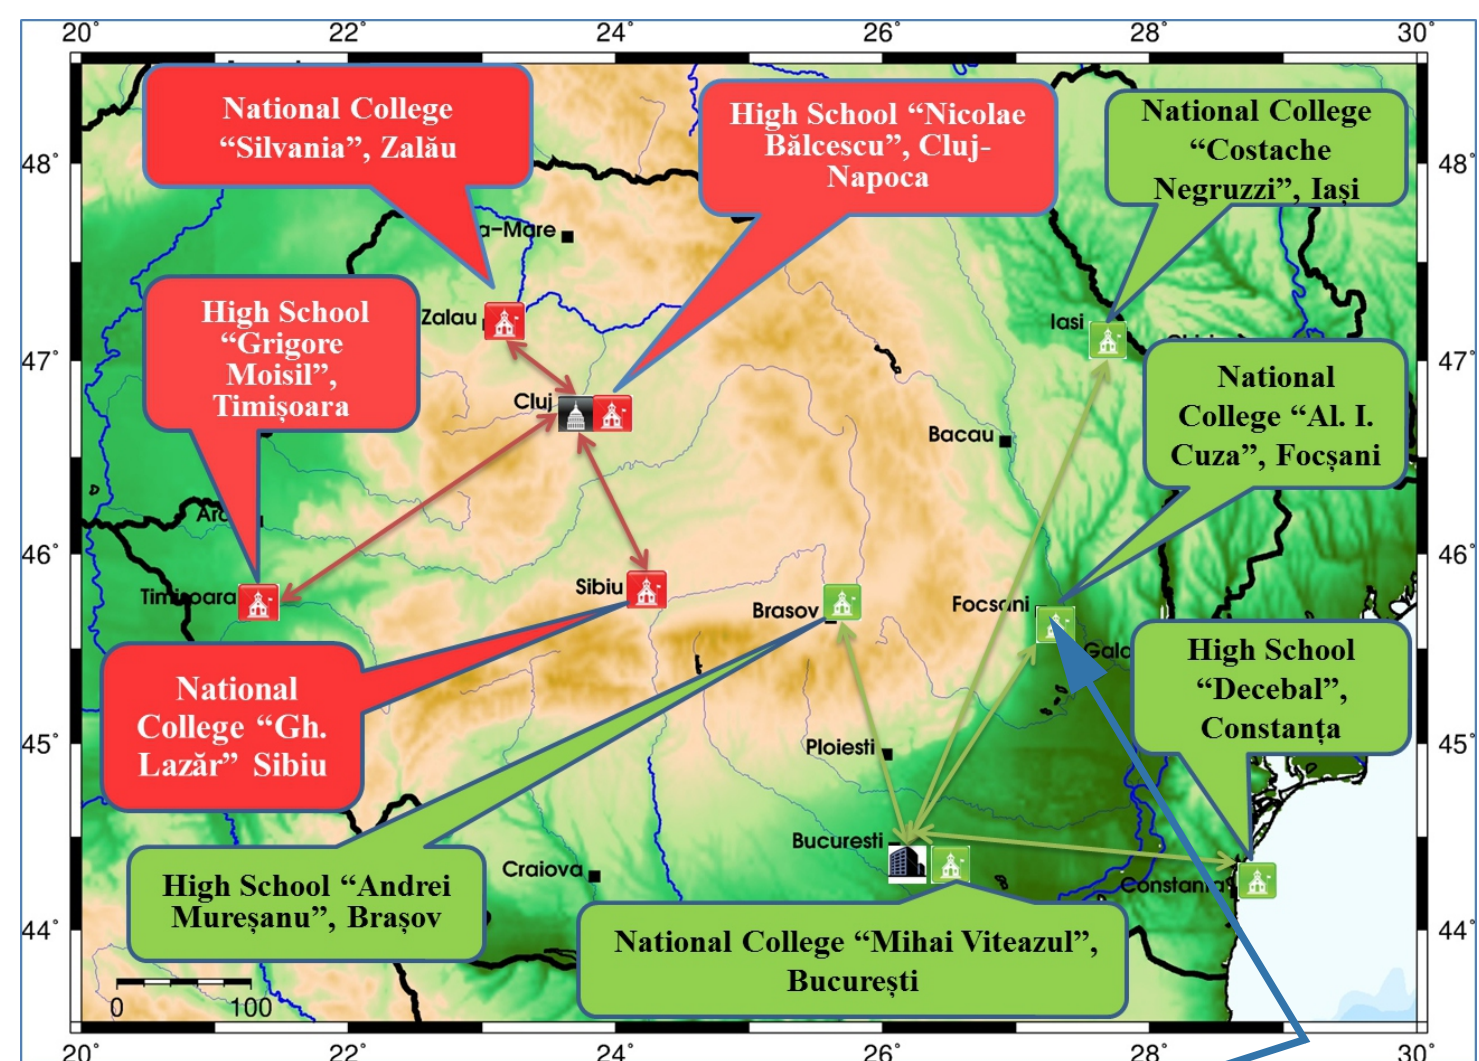 20° 22° 24° 26° 28° 30°
National College
“Silvania”, Zalău
High School “Nicolae
Bălcescu”, Cluj-
Napoca
National College
“Costache
Negruzzi”, Iași
48° 48°
a-Mare
High School
“Grigore
Moisil”,
Timișoara
Zalau
Iasi
47° 47°
National
College “Al. I.
Cuza”, Focșani
Cluj
Bacau
46° 46°
Timisoara
Sibiu
Brasov
Focsani
National
College “Gh.
Lazăr” Sibiu
High School
“Decebal”,
Constanța
45° 45°
Ploiesti
Bucuresti
Craiova
Constanta
High School “Andrei
Mureșanu”, Brașov
44° 44°
National College “Mihai Viteazul”,
București
0 100
20° 22° 24° 26° 28° 30°